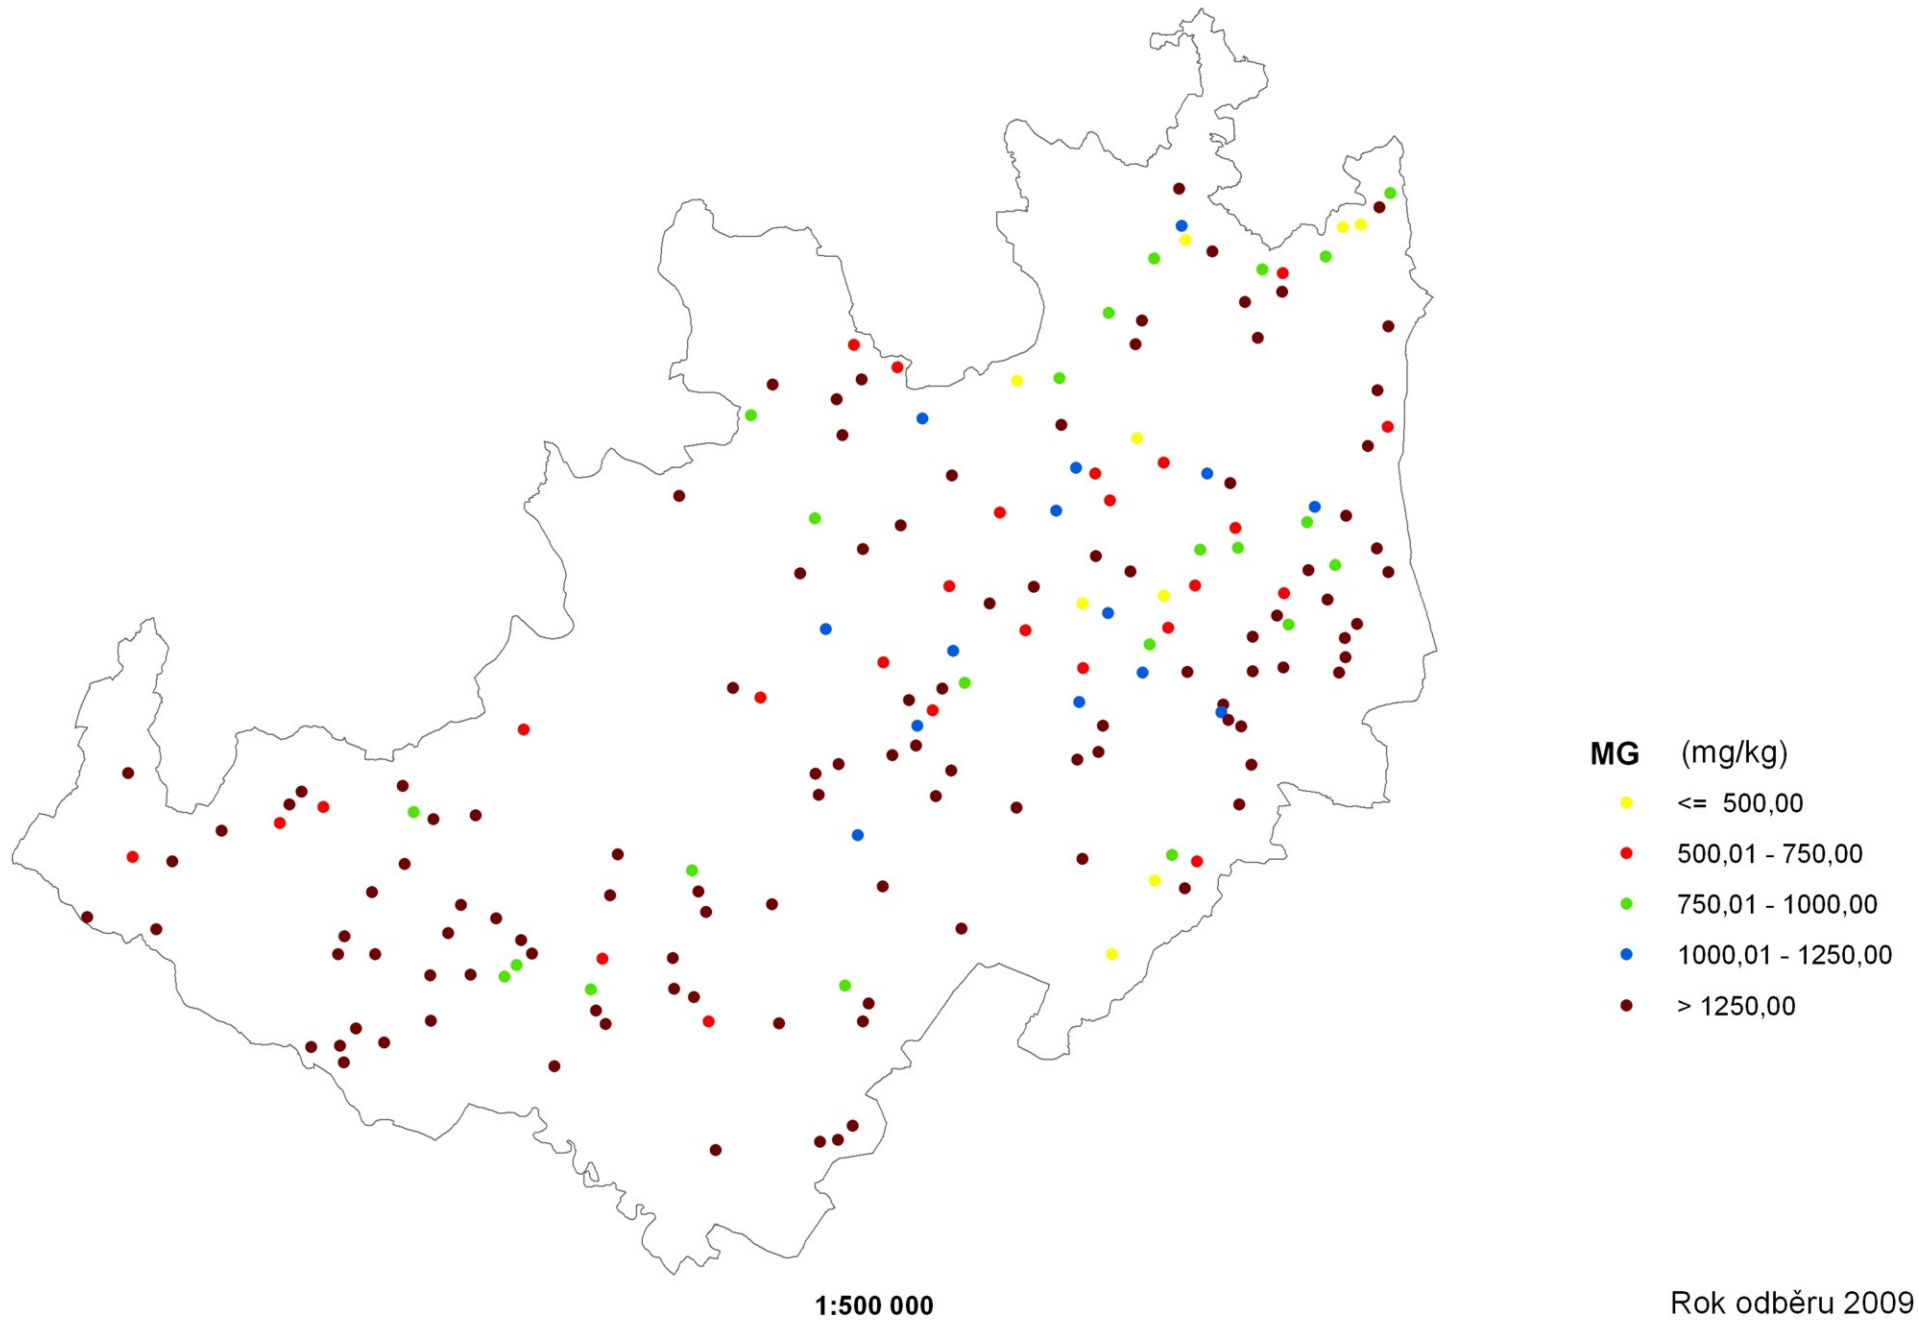 MG (mg/kg)
<= 500,00
500,01 - 750,00
750,01 - 1000,00
1000,01 - 1250,00
> 1250,00
1:500 000
Rok odběru 2009